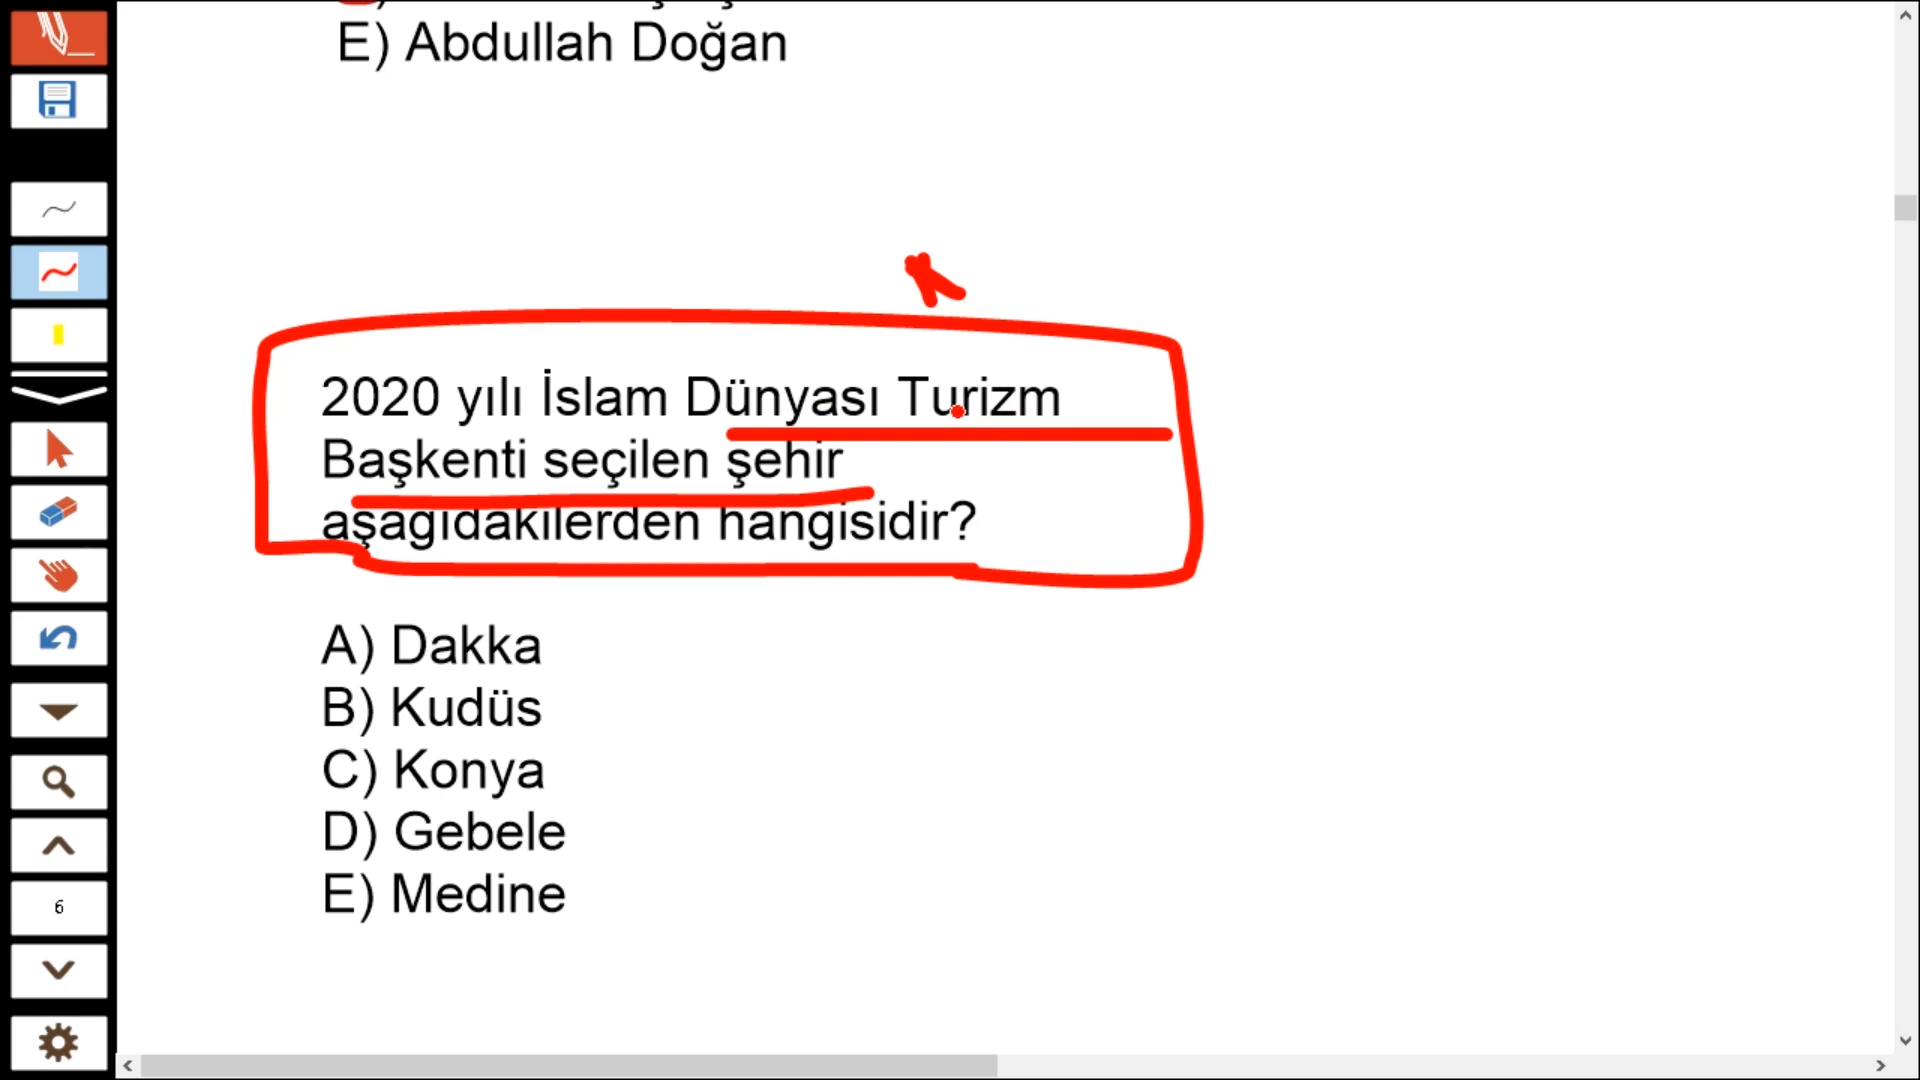 E) Abdullah Doğan
2020 yılı İslam Dünyası Turizm
Başkenti seçilen şehir
aşağıdakilerden hangisidir?
A) Dakka
B) Kudüs
C) Konya
D) Gebele
E) Medine
6